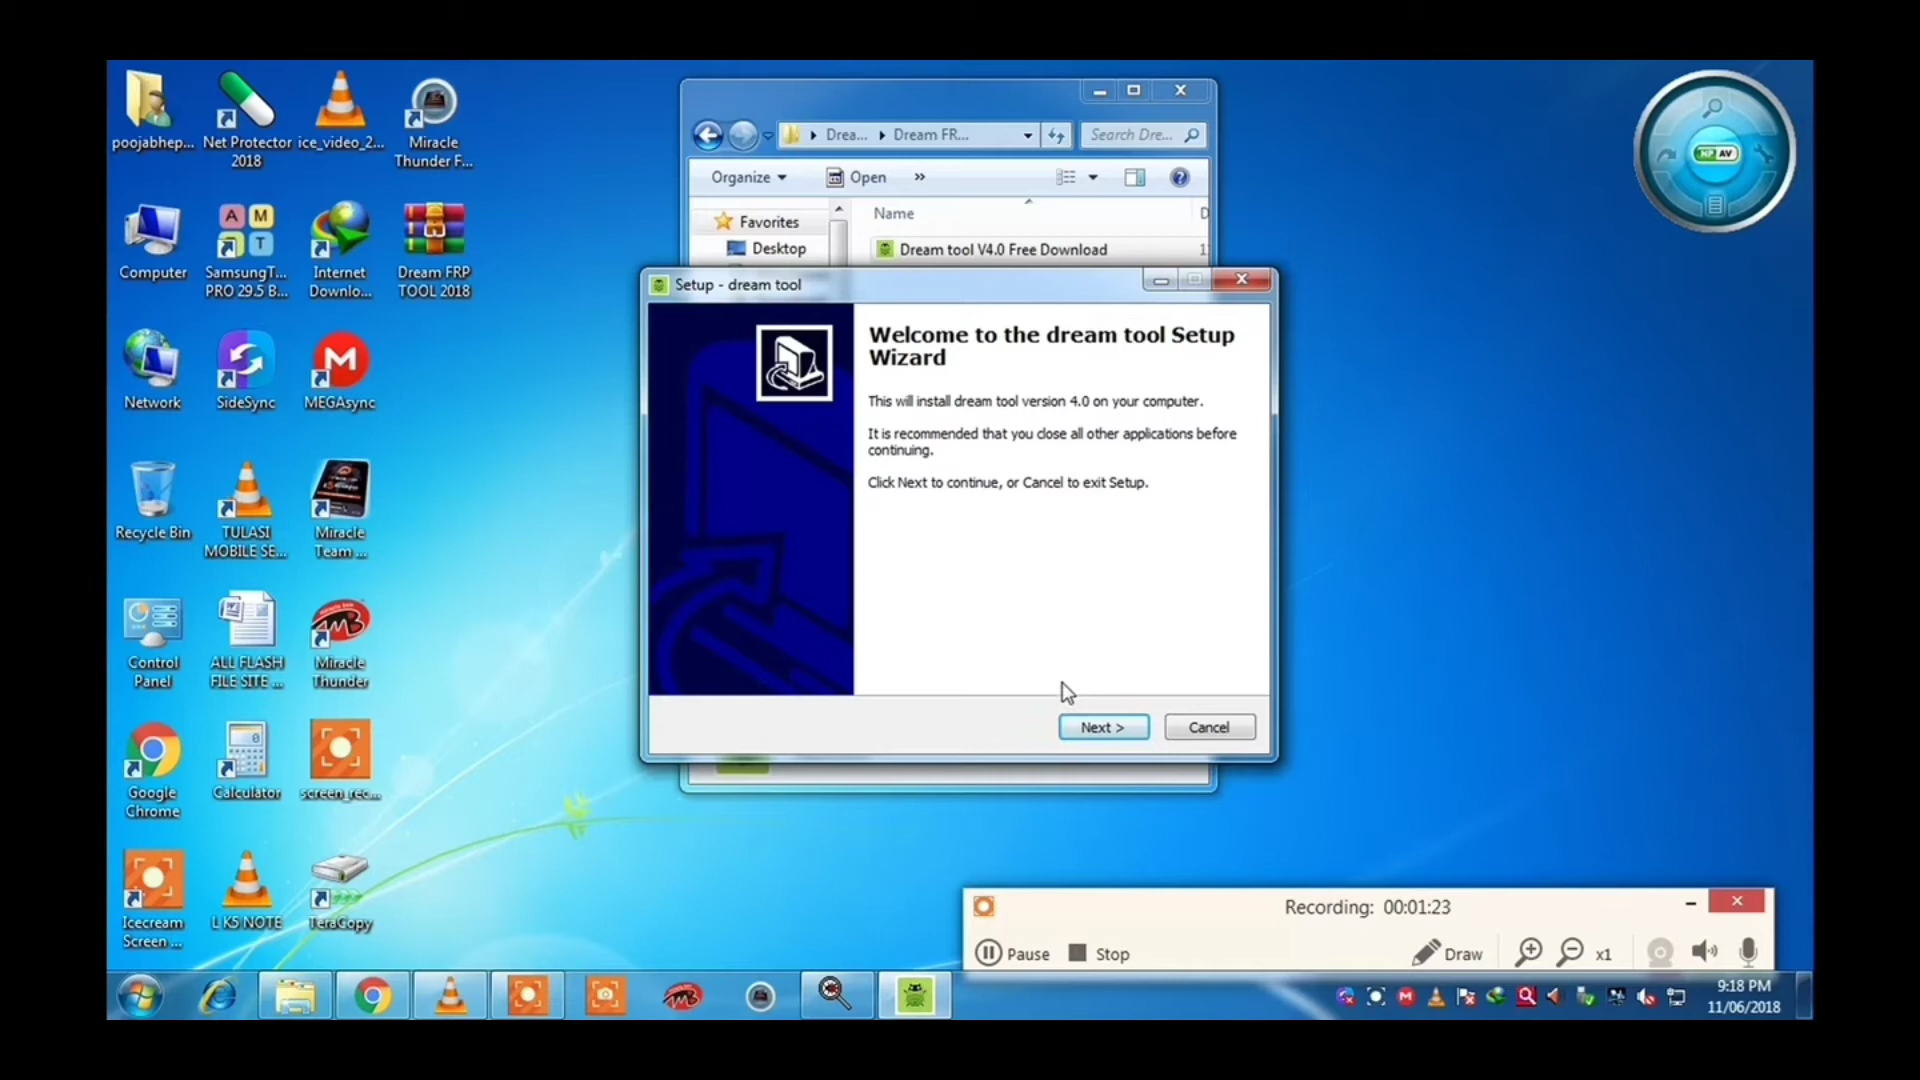 poojabhep...
Net Protector
2018
ice_video_2...
Miracle
Thunder F...
Computer
SamsungT...
PRO 29.5 B...
Internet
Downlo...
Dream FRP
TOOL 2018
Network
SideSync
MEGAsync
Recycle Bin
TULASI
MOBILE SE...
Miracle
Team ...
Control
Panel
ALL FLASH
FILE SITE ...
Miracle
Thunder
Google
Chrome
Calculator
screen_rec...
Icecream
Screen ...
L K5 NOTE
TeraCopy
Drea...
Dream FR...
Search Dre...
Organize
Open
»
Favorites
Desktop
Name
D
Dream tool V4.0 Free Download
1
Setup - dream tool
Welcome to the dream tool Setup
Wizard
This will install dream tool version 4.0 on your computer.
It is recommended that you close all other applications before
continuing.
Click Next to continue, or Cancel to exit Setup.
Next >
Cancel
NP AV
Recording: 00:01:23
Pause
Stop
Draw
x1
9:18 PM
11/06/2018